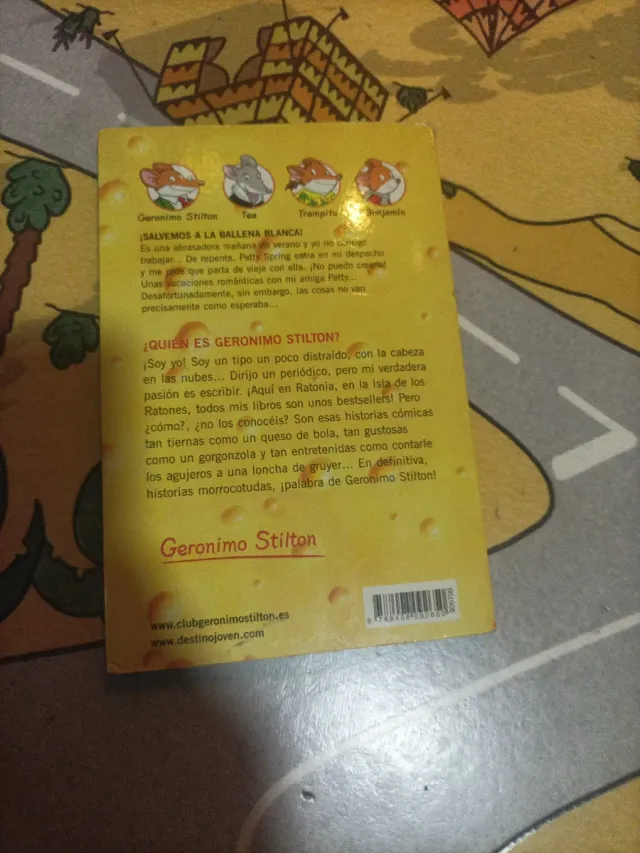 Geronimo Stilton Tea Trampita Benjamín
¡SALVEMOS A LA BALLENA BLANCA!
Es una abrasadora mañana de verano y yo no consigo
trabajar... De repente, Patty Spring entra en mi despacho
y me pide que parta de viaje con ella. ¡No puedo creerlo!
Unas vacaciones románticas con mi amiga Patty...
Desafortunadamente, sin embargo, las cosas no van
precisamente como esperaba...
¿QUIÉN ES GERONIMO STILTON?
¡Soy yo! Soy un tipo un poco distraído, con la cabeza
en las nubes... Dirijo un periódico, pero mi verdadera
pasión es escribir. ¡Aquí en Ratonia, en la Isla de los
Ratones, todos mis libros son unos bestsellers! Pero
¿cómo?, ¿no los conocéis? Son esas historias cómicas
tan tiernas como un queso de bola, tan gustosas
como un gorgonzola y tan entretenidas como contarle
los agujeros a una loncha de gruyer... En definitiva,
historias morrocotudas, ¡palabra de Geronimo Stilton!
Geronimo Stilton
www.clubgeronimostilton.es
www.destinojoven.com